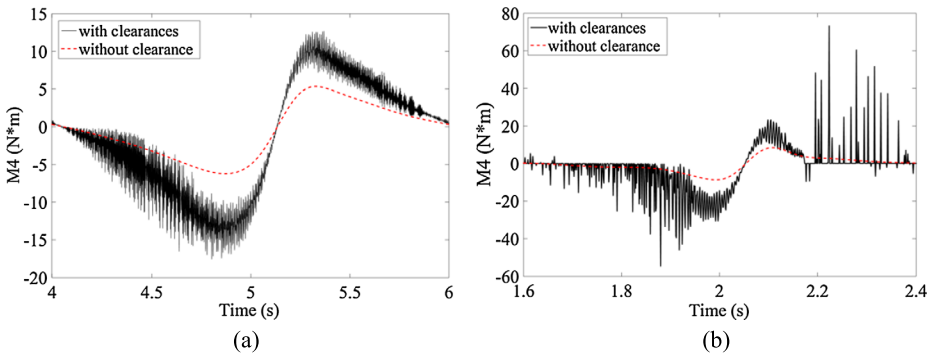 15
10
5
0
-5
-10
-15
-20
M4 (N*m)
with clearances
without clearance
4
4.5
5
5.5
6
Time (s)
(a)
80
60
40
20
0
-20
-40
-60
M4 (N*m)
with clearances
without clearance
1.6
1.8
2
2.2
2.4
Time (s)
(b)